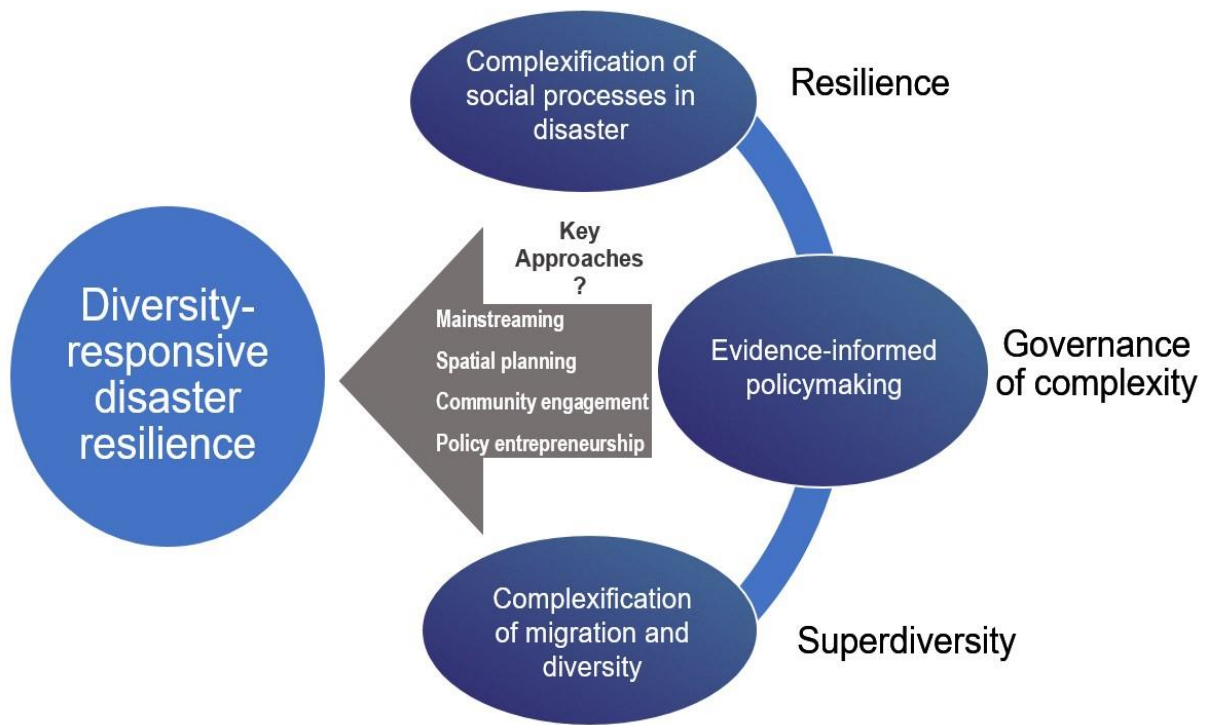 Complexification of
social processes in
disaster
Resilience
Key
Approaches
?
Diversity-
responsive
disaster
resilience
Mainstreaming
Spatial planning
Community engagement
Policy entrepreneurship
Evidence-informed
policymaking
Governance
of complexity
Complexification
of migration and
diversity
Superdiversity